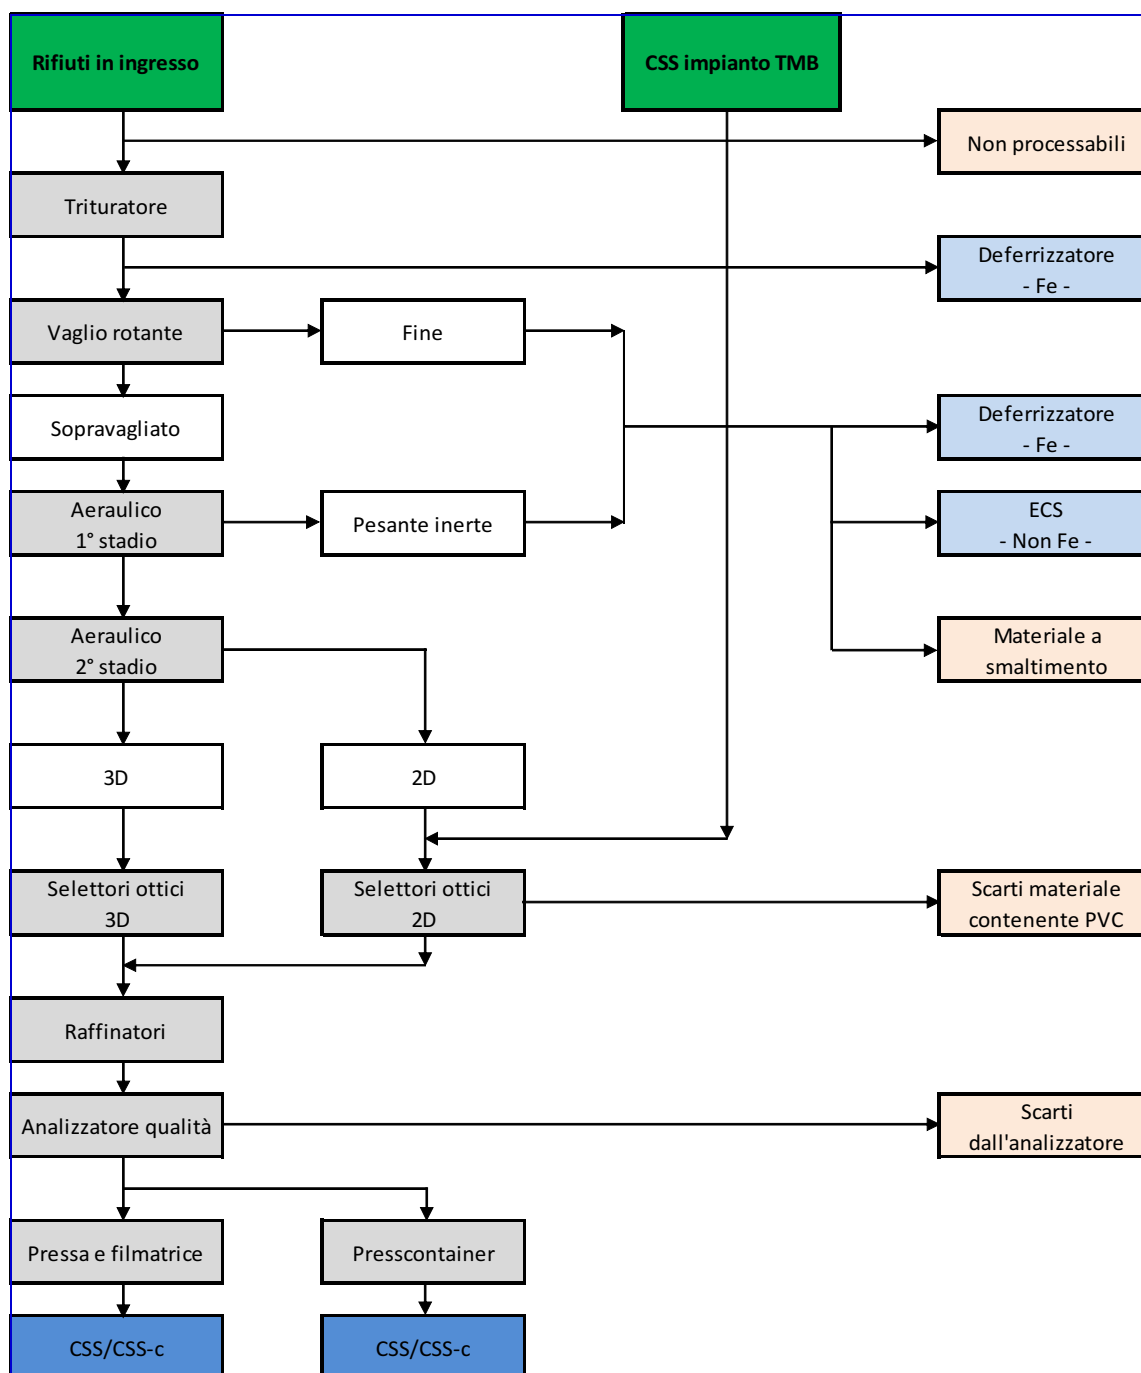 Rifiuti in ingresso
CSS impianto TMB
Non processabili
Trituratore
Deferrizzatore
- Fe -
Vaglio rotante
Fine
Sopravagliato
Deferrizzatore
- Fe -
Aeraulico
1° stadio
Pesante inerte
ECS
- Non Fe -
Aeraulico
2° stadio
Materiale a
smaltimento
3D
2D
Selettori ottici
3D
Selettori ottici
2D
Scarti materiale
contenente PVC
Raffinatori
Analizzatore qualità
Scarti
dall'analizzatore
Pressa e filmatrice
Presscontainer
CSS/CSS-c
CSS/CSS-c